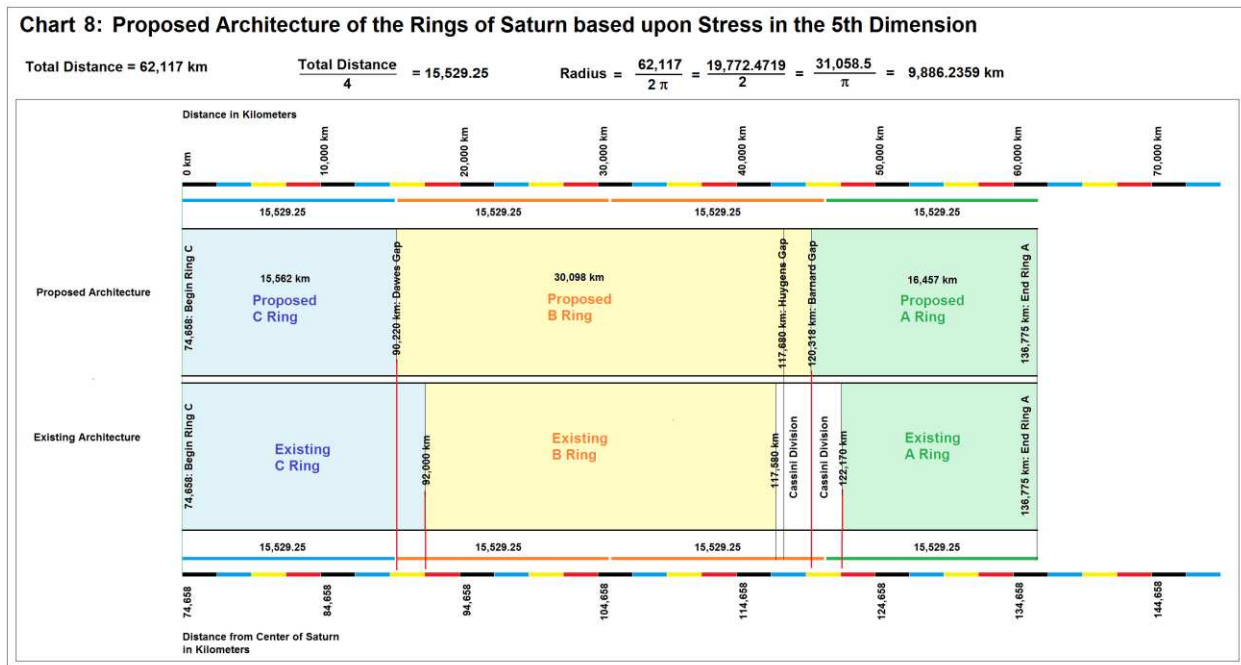 Chart 8: Proposed Architecture of the Rings of Saturn based upon Stress in the 5th Dimension
Total Distance = 62,117 km
Total Distance / 4 = 15,529.25
Radius = 62,117 / 2 π = 19,772.4719 / 2 = 31,058.5 / π = 9,886.2359 km
Distance in Kilometers
0 km
10,000 km
20,000 km
30,000 km
40,000 km
50,000 km
60,000 km
70,000 km
15,529.25
15,529.25
15,529.25
15,529.25
Proposed Architecture
74,658: Begin Ring C
15,562 km
Proposed
C Ring
90,220 km: Dawes Gap
30,098 km
Proposed
B Ring
117,680 km: Huygens Gap
120,318 km: Barnard Gap
16,457 km
Proposed
A Ring
136,775 km: End Ring A
Existing Architecture
74,658: Begin Ring C
Existing
C Ring
92,000 km
Existing
B Ring
117,580 km
Cassini Division
Cassini Division
122,170 km
Existing
A Ring
136,775 km: End Ring A
15,529.25
15,529.25
15,529.25
15,529.25
74,658
84,658
94,658
104,658
114,658
124,658
134,658
144,658
Distance from Center of Saturn
in Kilometers